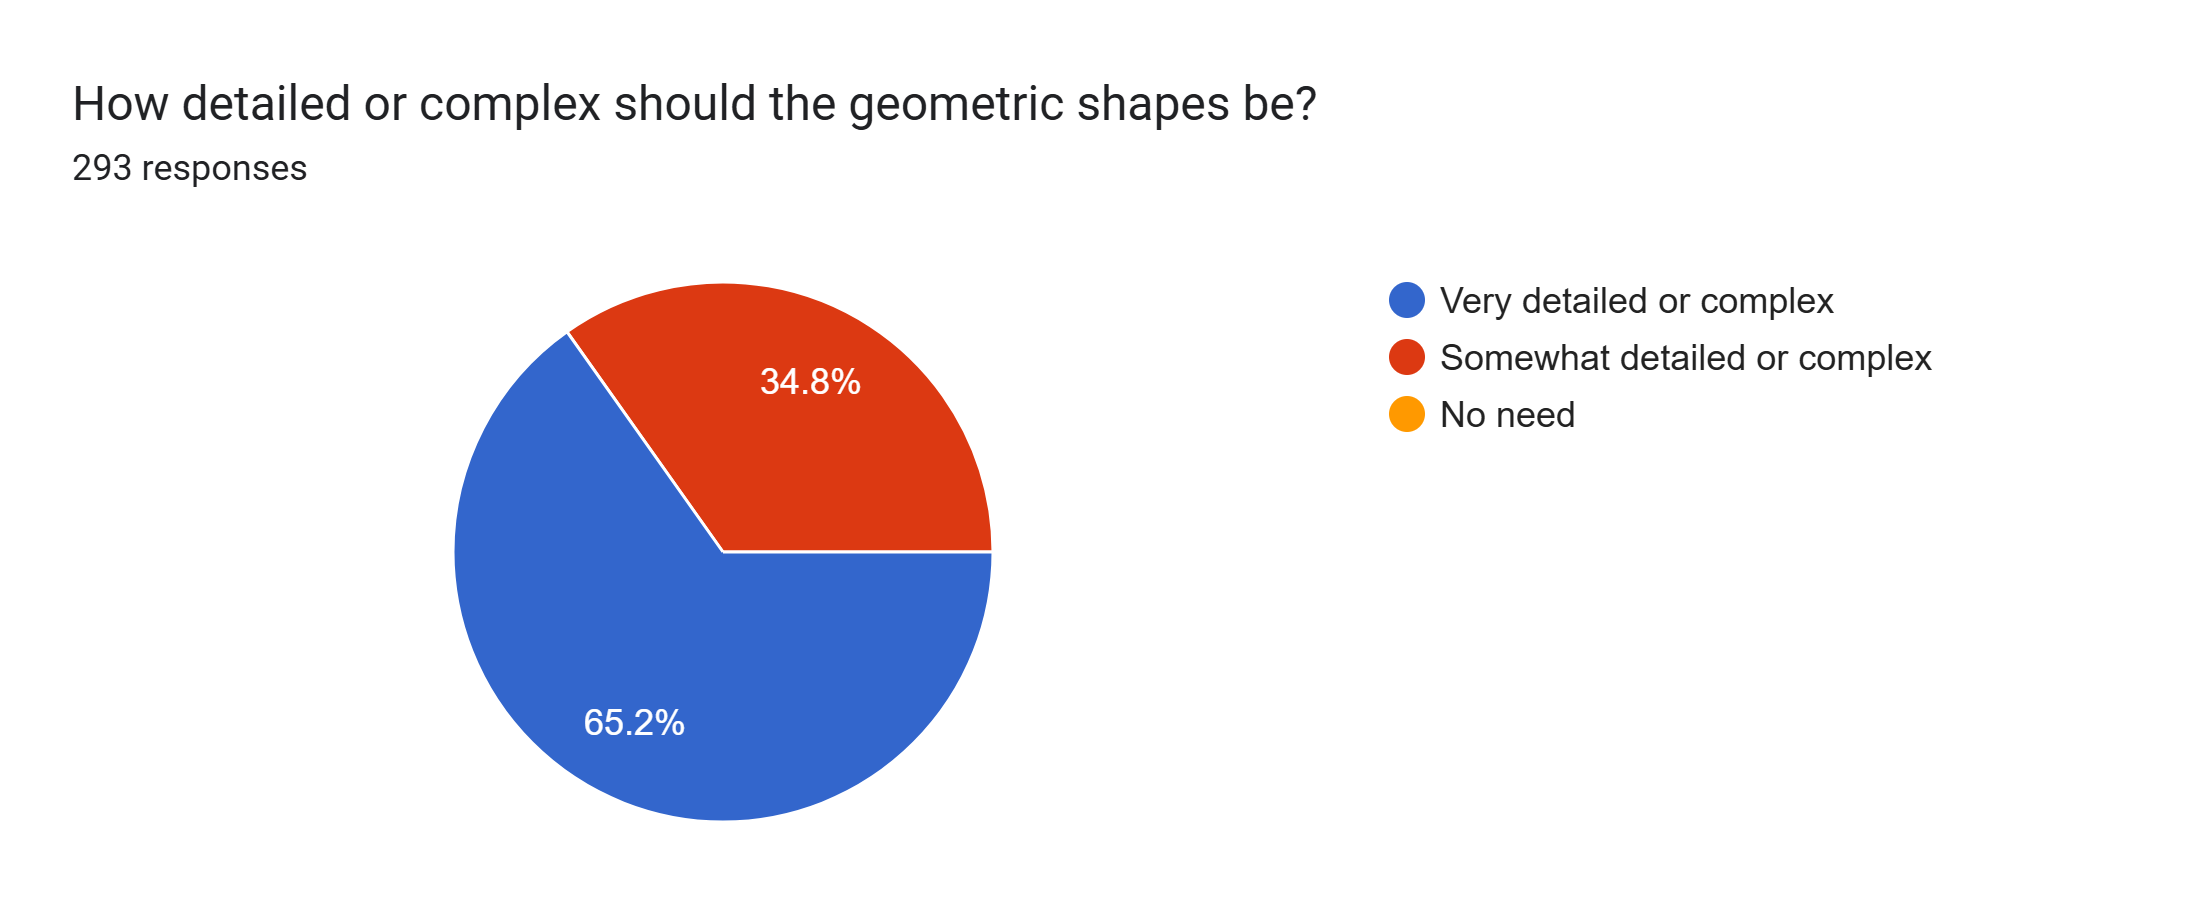 How detailed or complex should the geometric shapes be?
293 responses
34.8%
65.2%
Very detailed or complex
Somewhat detailed or complex
No need